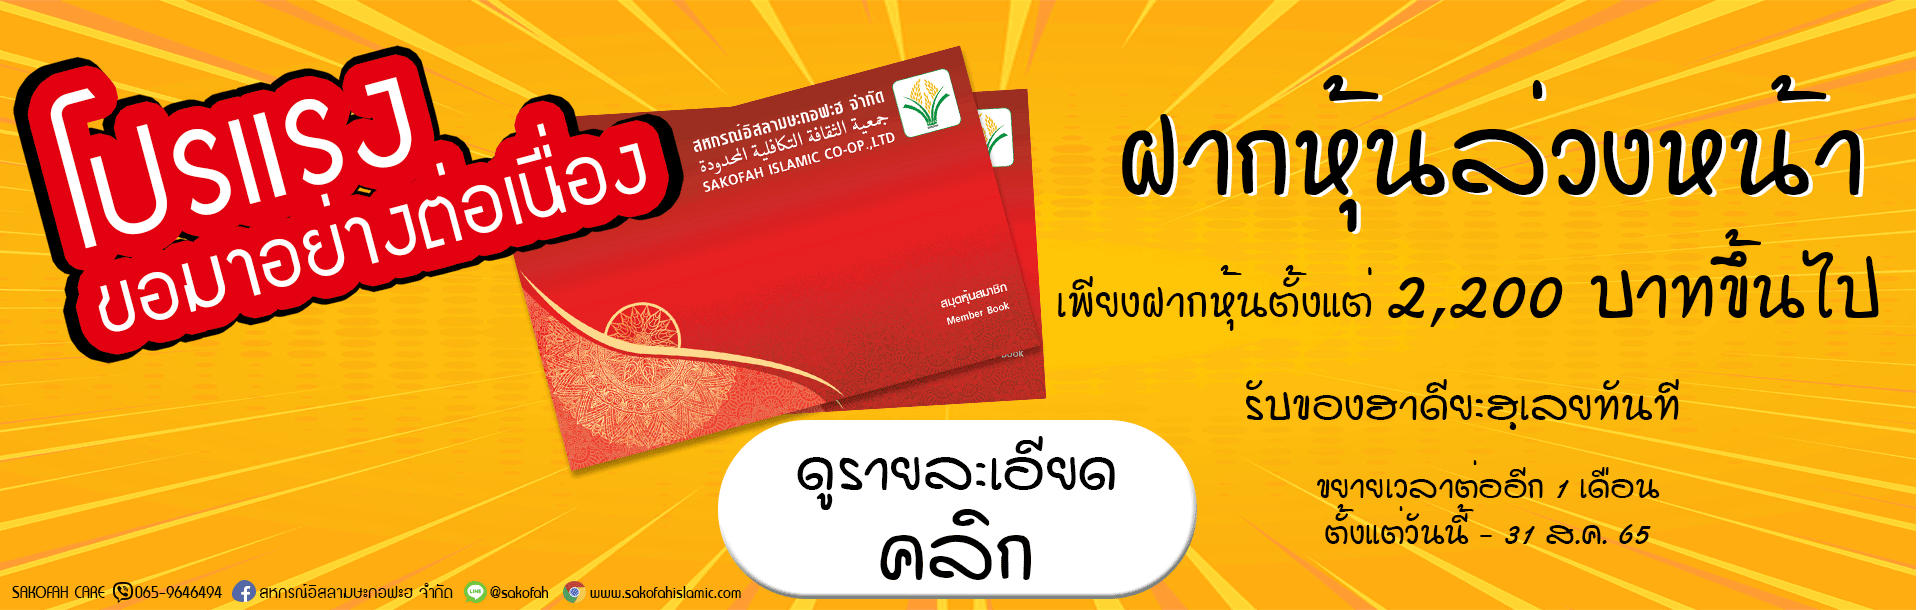 โปรแรง
ขอมาอย่างต่อเนื่อง
สหกรณ์อิสลามษะกอฟะฮ จำกัด
جمعية الثقافة التكافلية المحدودة
SAKOFAH ISLAMIC CO-OP.,LTD
สมุดหุ้นสมาชิก
Member Book
BOOK
ฝากหุ้นล่วงหน้า
เพียงฝากหุ้นตั้งแต่ 2,200 บาทขึ้นไป
รับของฮาดียะฮฺเลยทันที
ขยายเวลาต่ออีก 1 เดือน
ตั้งแต่วันนี้ - 31 ส.ค. 65
ดูรายละเอียด
คลิก
SAKOFAH CARE 065-9646494 สหกรณ์อิสลามษะกอฟะฮ จำกัด LINE @sakofah www.sakofahislamic.com